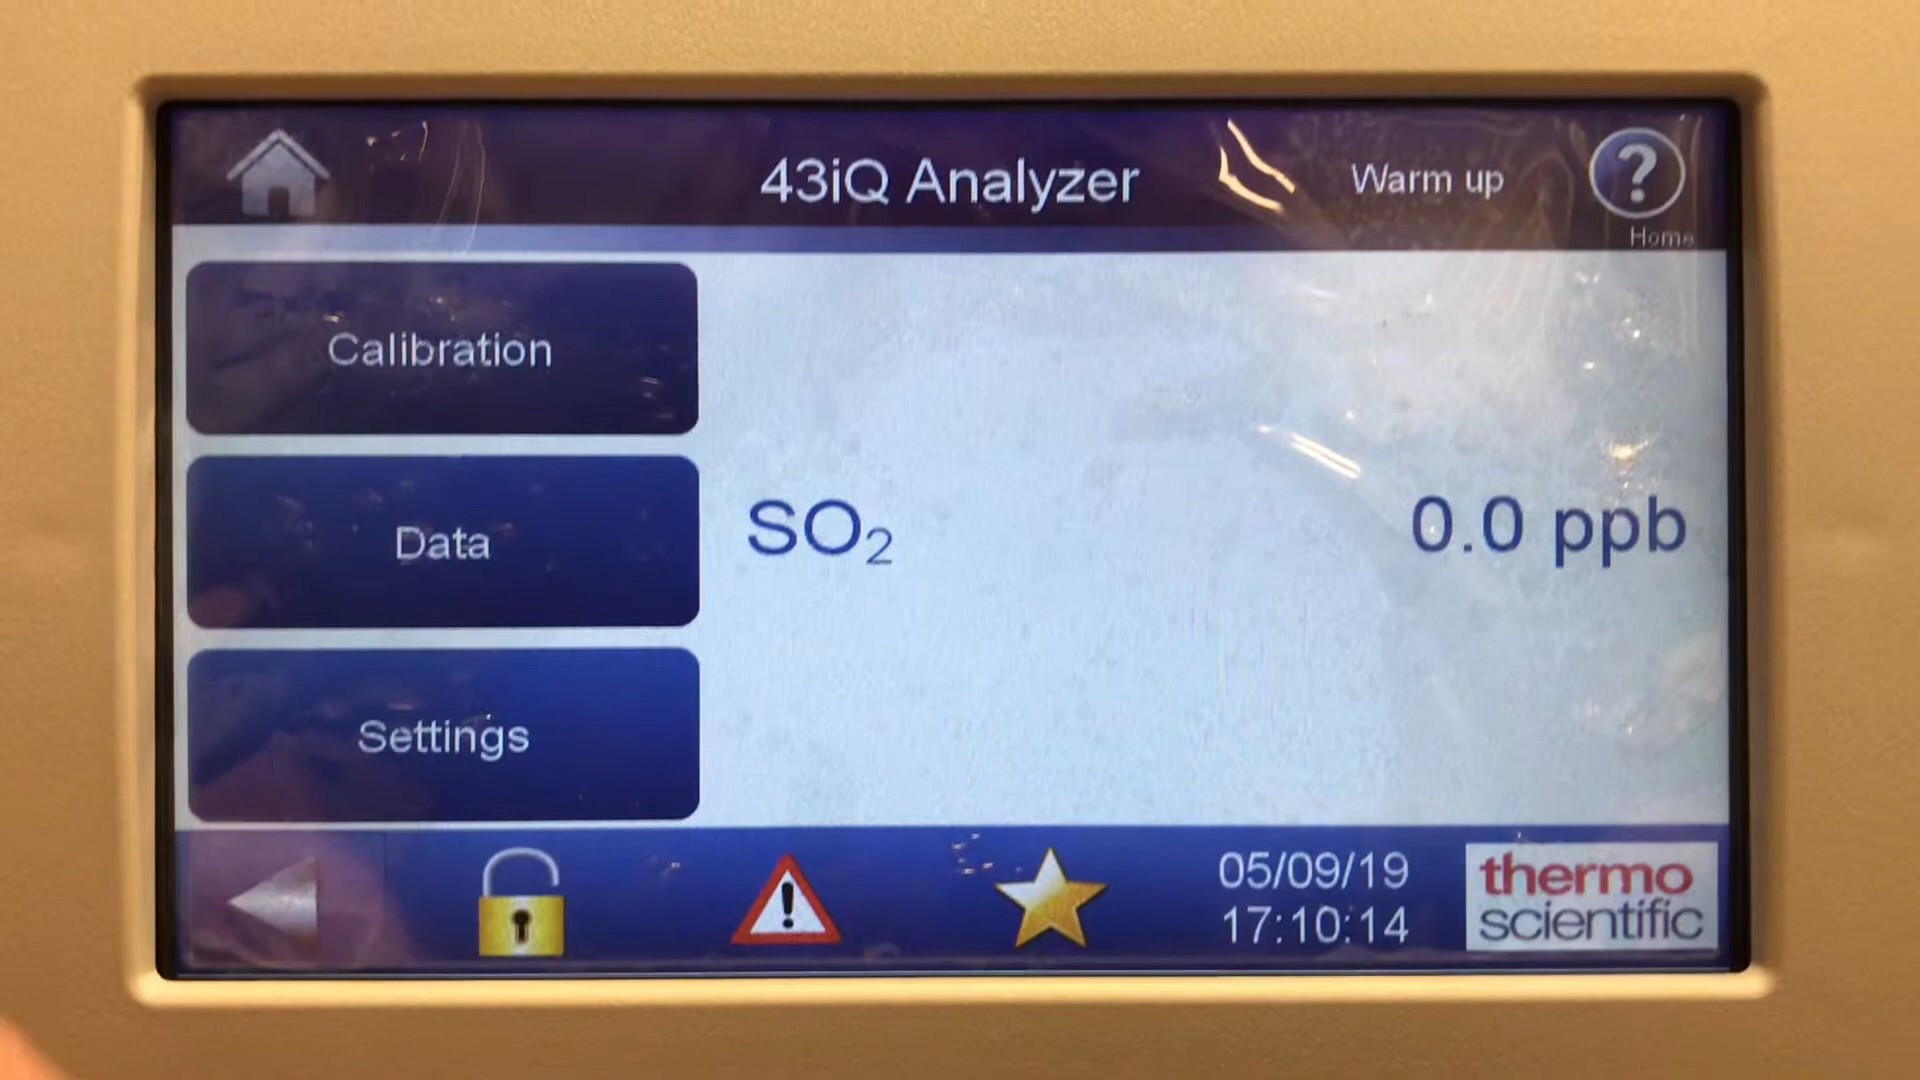 43iQ Analyzer
Warm up
?
Home
Calibration
Data
SO₂ 0.0 ppb
Settings
!
05/09/19
17:10:14
thermo
scientific